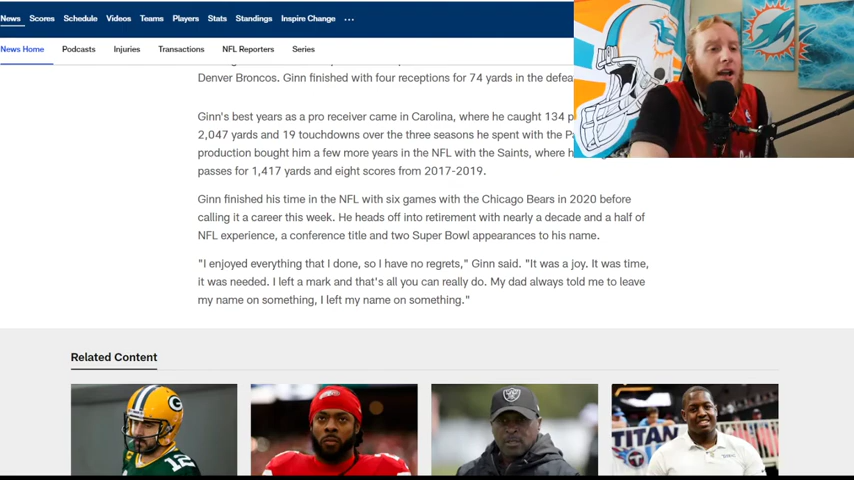 News Scores Schedule Videos Teams Players Stats Standings Inspire Change ...
News Home Podcasts Injuries Transactions NFL Reporters Series
Denver Broncos. Ginn finished with four receptions for 74 yards in the defea
Ginn's best years as a pro receiver came in Carolina, where he caught 134 p
2,047 yards and 19 touchdowns over the three seasons he spent with the P
production bought him a few more years in the NFL with the Saints, where h
passes for 1,417 yards and eight scores from 2017-2019.
Ginn finished his time in the NFL with six games with the Chicago Bears in 2020 before
calling it a career this week. He heads off into retirement with nearly a decade and a half of
NFL experience, a conference title and two Super Bowl appearances to his name.
"I enjoyed everything that I done, so I have no regrets," Ginn said. "It was a joy. It was time,
it was needed. I left a mark and that's all you can really do. My dad always told me to leave
my name on something, I left my name on something."
Related Content
G
12
RAIDERS
TITAN